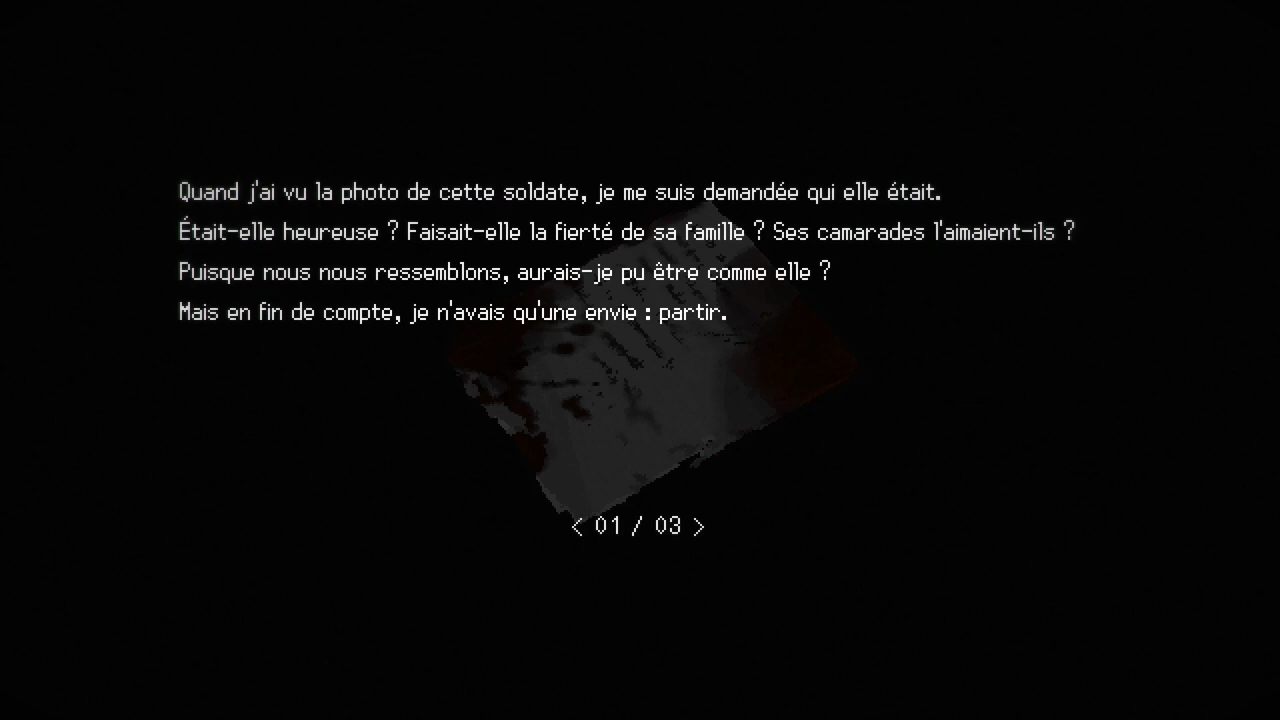 Quand j'ai vu la photo de cette soldate, je me suis demandée qui elle était.
Était-elle heureuse ? Faisait-elle la fierté de sa famille ? Ses camarades l'aimaient-ils ?
Puisque nous nous ressemblons, aurais-je pu être comme elle ?
Mais en fin de compte, je n'avais qu'une envie : partir.
< 01 / 03 >